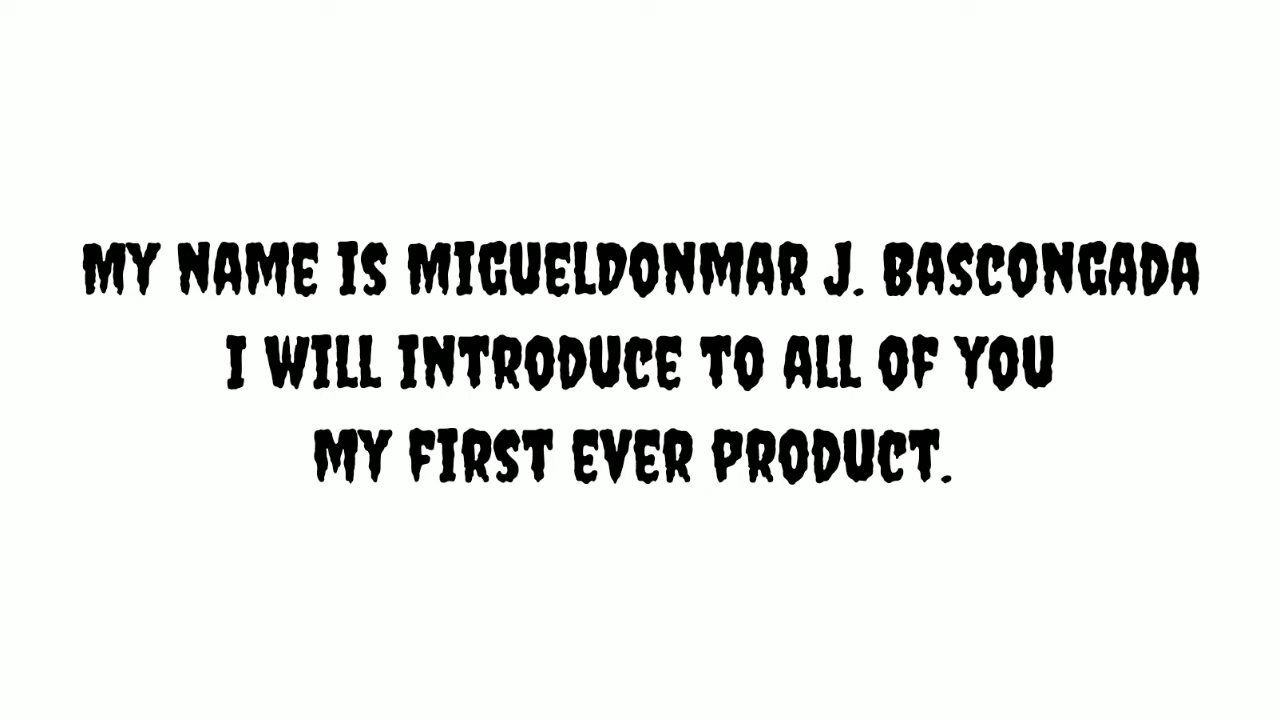 MY NAME IS MIGUELDONMAR J. BASCONGADA
I WILL INTRODUCE TO ALL OF YOU
MY FIRST EVER PRODUCT.